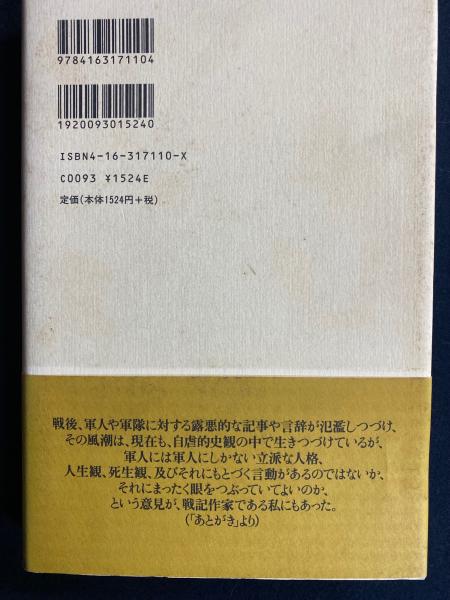 9784163171104
1920093015240
ISBN4-16-317110-X
C0093 ¥1524E
定価(本体1524円+税)
戦後、軍人や軍隊に対する露悪的な記事や言辞が氾濫しつづけ、
その風潮は、現在も、自虐的史観の中で生きつづけているが、
軍人には軍人にしかない立派な人格、
人生観、死生観、及びそれにもとづく言動があるのではないか、
それにまったく眼をつぶっていてよいのか、
という意見が、戦記作家である私にもあった。
(「あとがき」より)